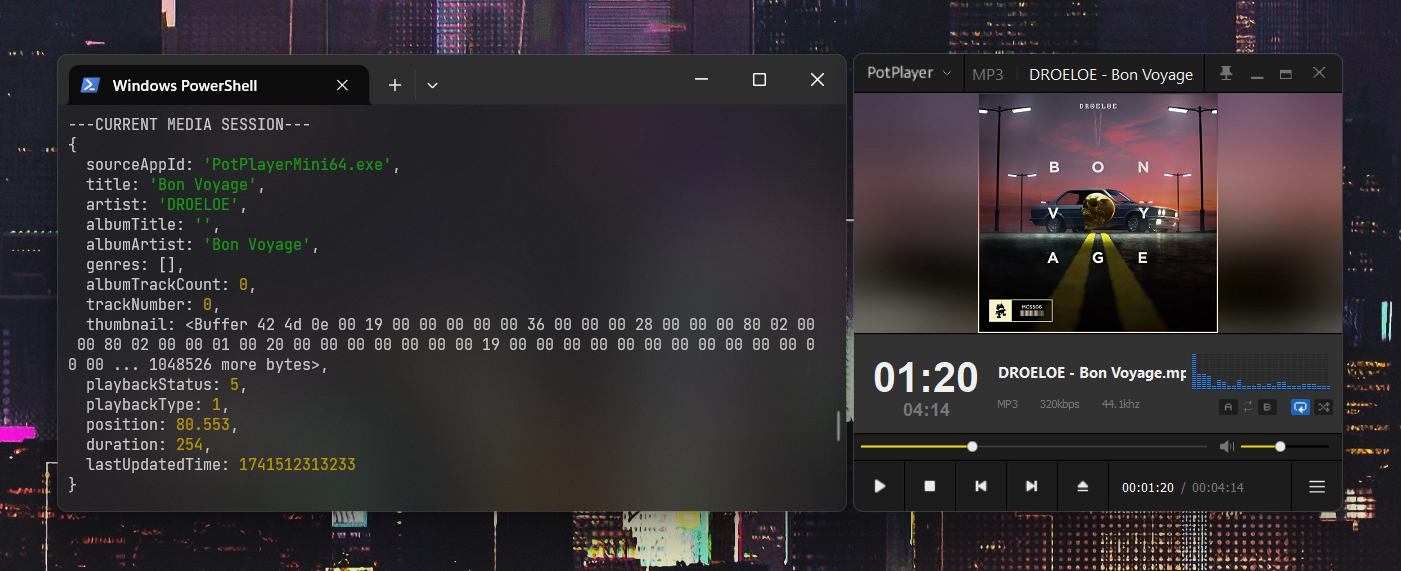 Windows PowerShell
---CURRENT MEDIA SESSION---
{
sourceAppId: 'PotPlayerMini64.exe',
title: 'Bon Voyage',
artist: 'DROELOE',
albumTitle: '',
albumArtist: 'Bon Voyage',
genres: [],
albumTrackCount: 0,
trackNumber: 0,
thumbnail: <Buffer 42 4d 0e 00 19 00 00 00 00 00 36 00 00 00 28 00 00 00 80 02 00
00 80 02 00 00 01 00 20 00 00 00 00 00 00 00 19 00 00 00 00 00 00 00 00 00 00 00 0
0 00 ... 1048526 more bytes>,
playbackStatus: 5,
playbackType: 1,
position: 80.553,
duration: 254,
lastUpdatedTime: 1741512313233
}
PotPlayer MP3 DROELOE - Bon Voyage
DROELOE
B O N
V Y
A G E
MCS506
01:20
04:14
DROELOE - Bon Voyage.mp
MP3 320kbps 44.1khz
A B
00:01:20 / 00:04:14